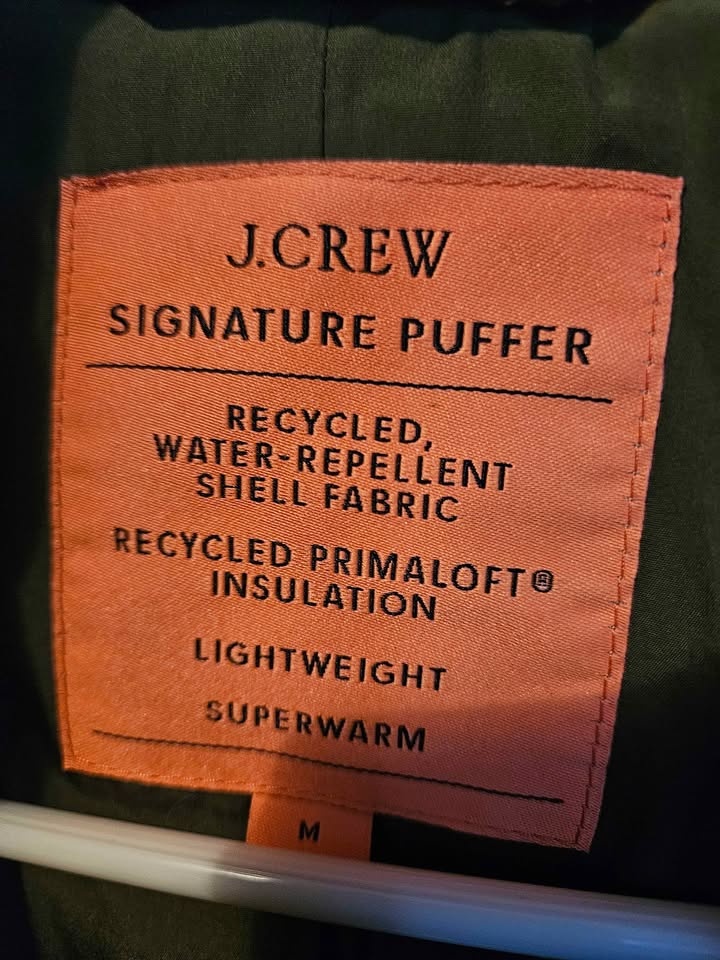 J.CREW
SIGNATURE PUFFER
RECYCLED,
WATER-REPELLENT
SHELL FABRIC
RECYCLED PRIMALOFT®
INSULATION
LIGHTWEIGHT
SUPERWARM
M